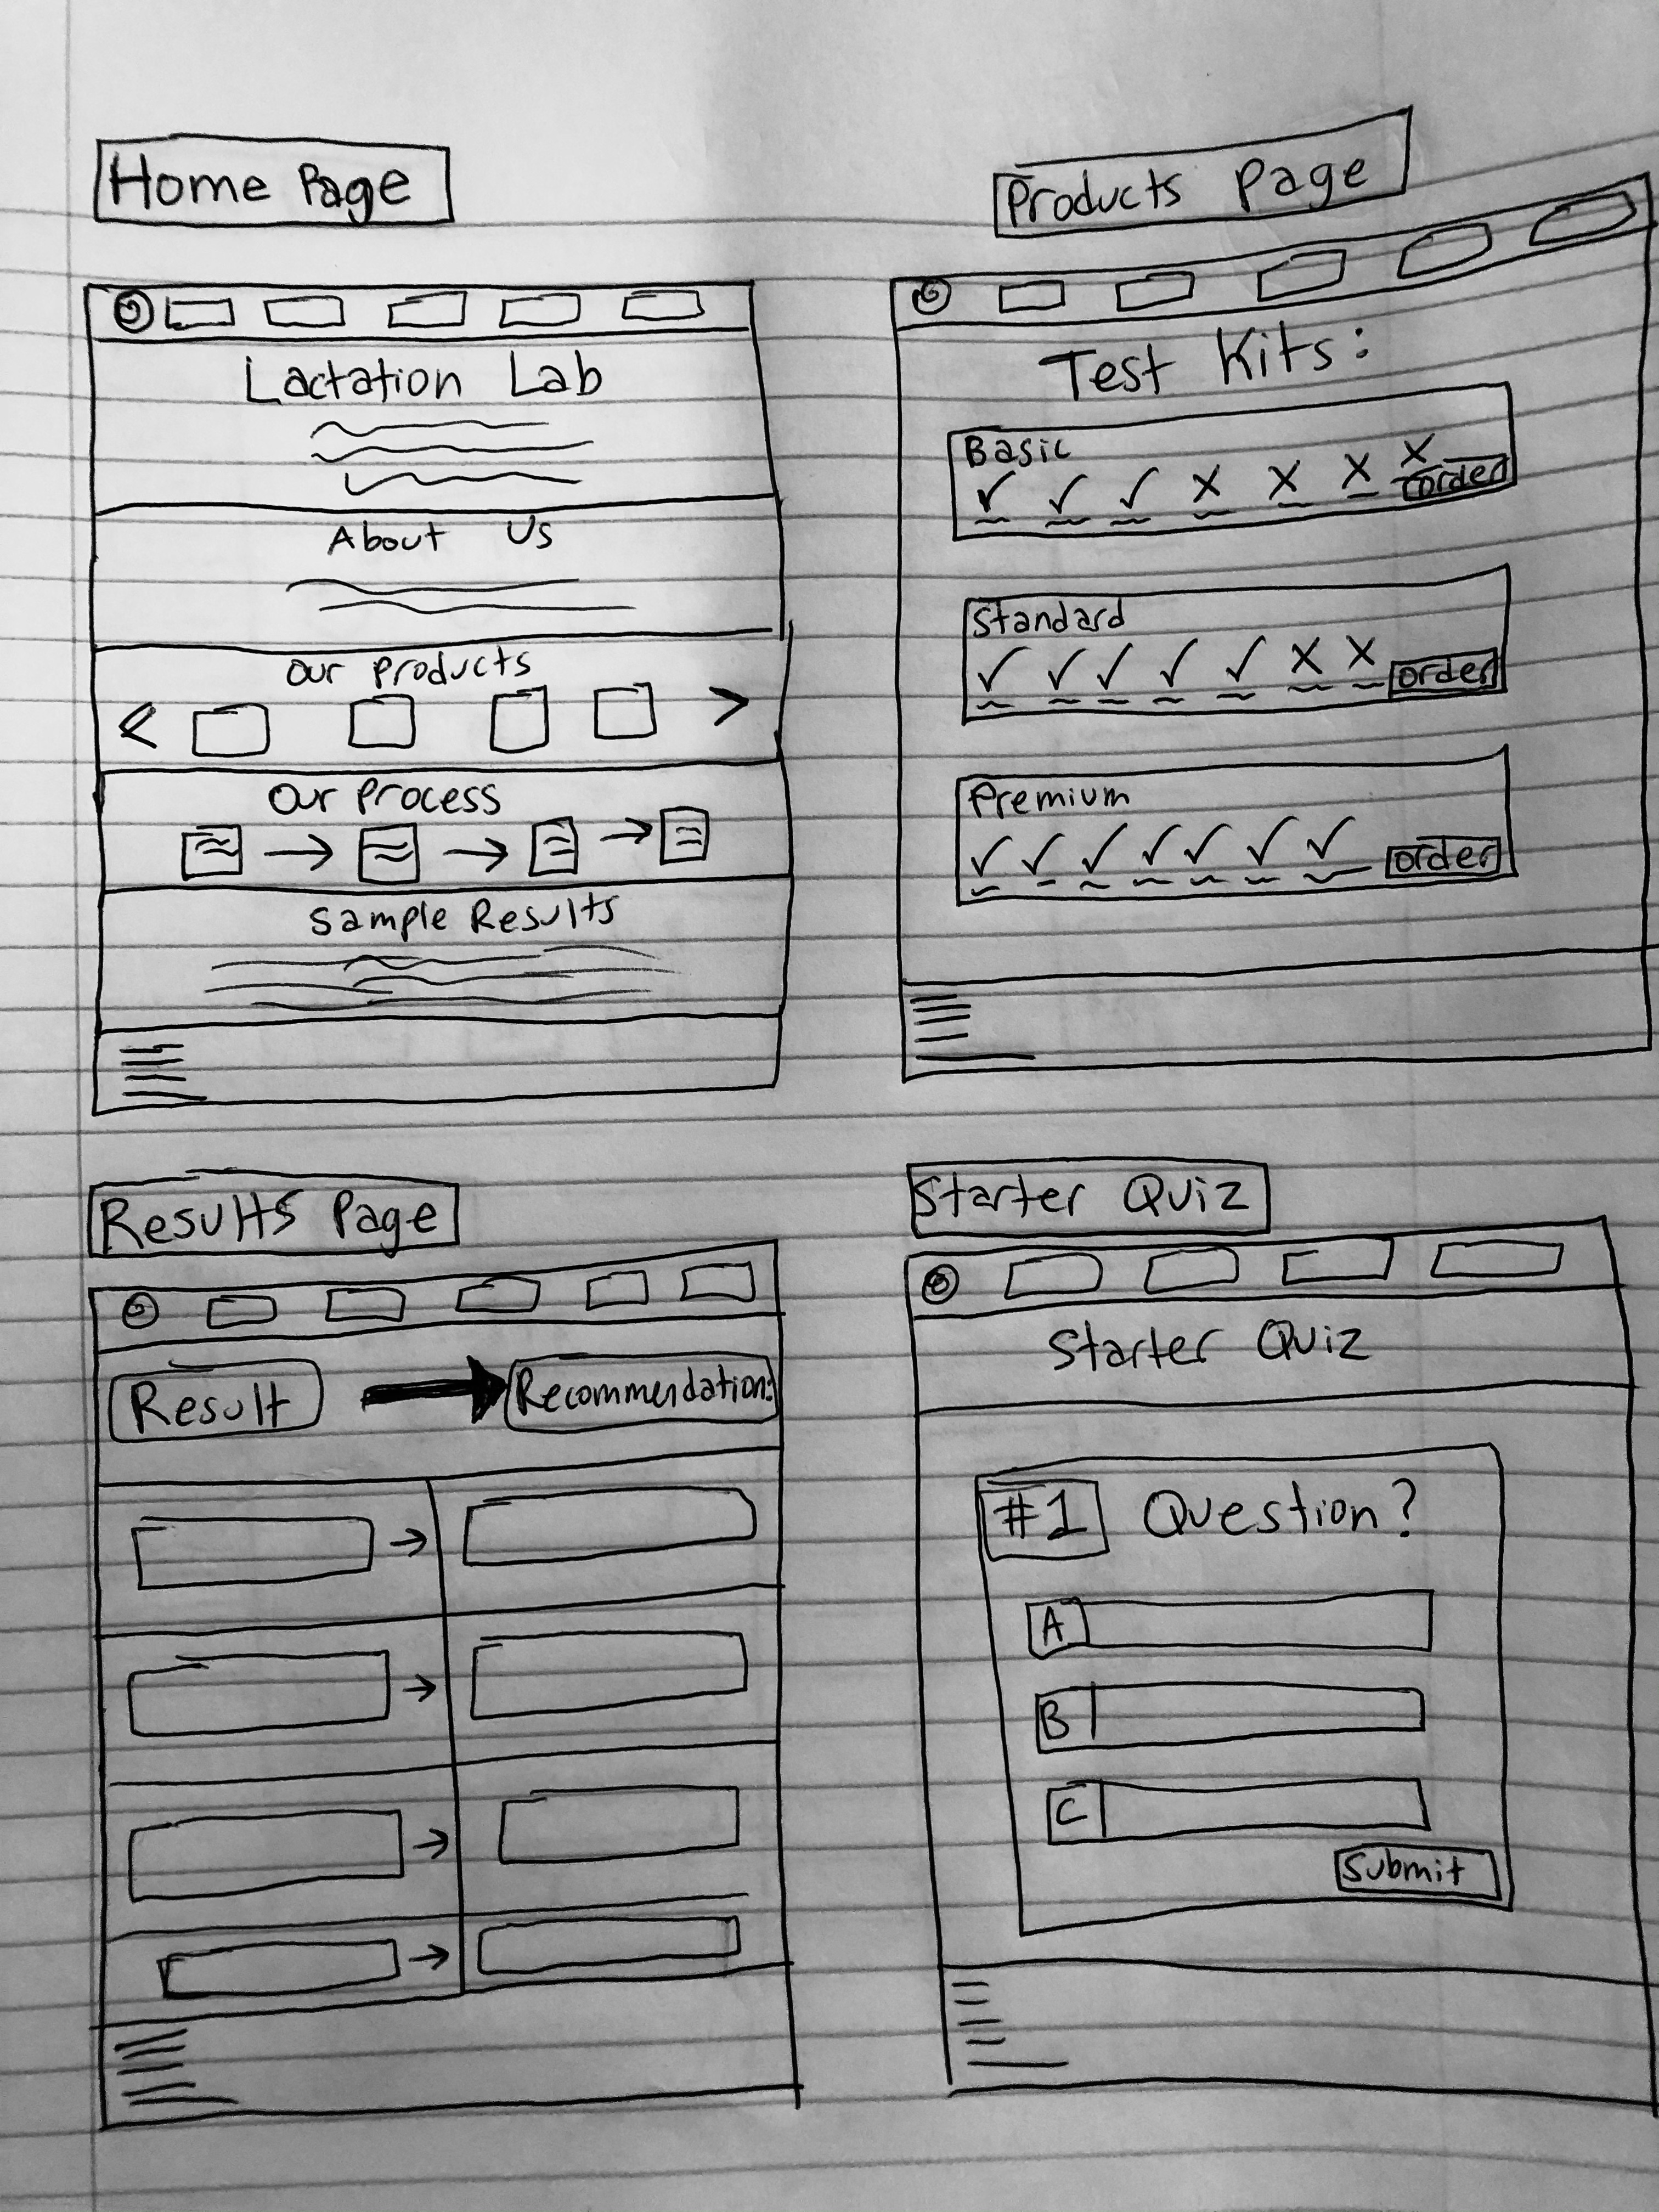 Home Page
Lactation Lab
About Us
Our Products
< >
Our Process
Sample Results
Products Page
Test Kits:
Basic
✓ ✓ ✓ X X X X
order
Standard
✓ ✓ ✓ ✓ ✓ X X
order
Premium
✓ ✓ ✓ ✓ ✓ ✓ ✓
order
Results Page
Result
Recommendation:
Starter Quiz
Starter Quiz
#1 Question?
A
B
C
Submit